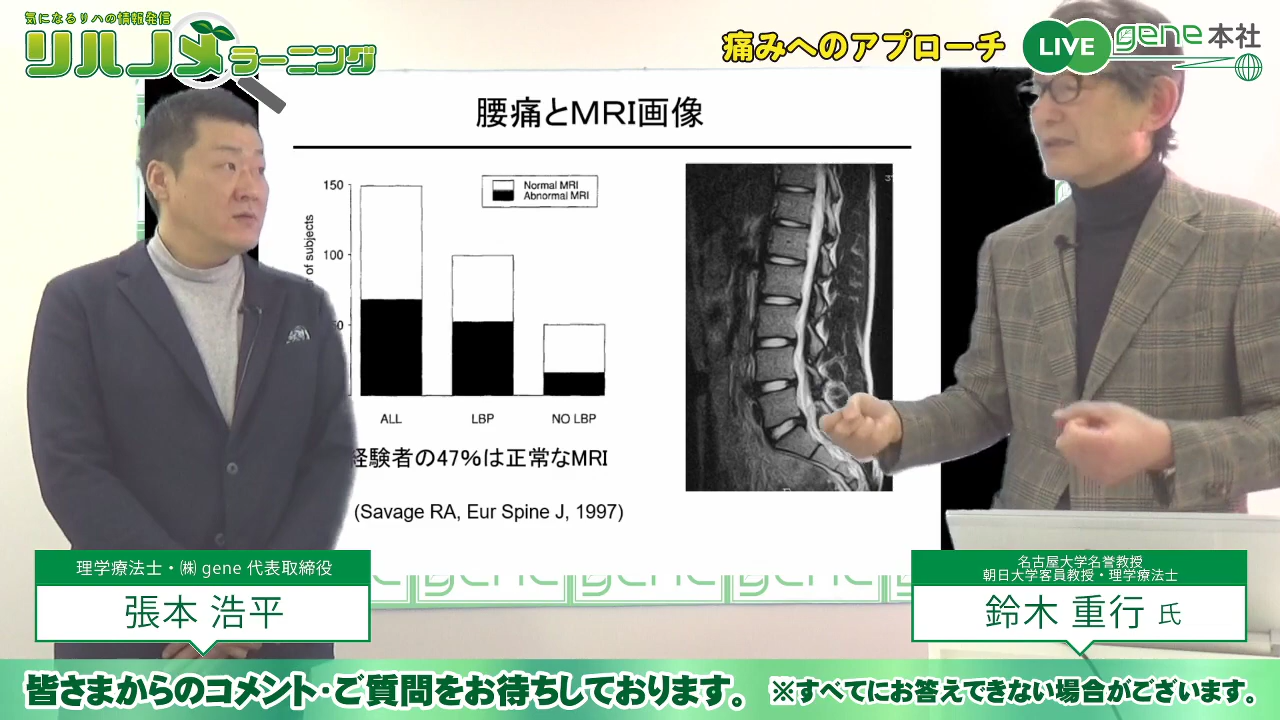 気になるリハの情報発信
リハノメラーニング
痛みへのアプローチ
LIVE
gene本社
腰痛とMRI画像
150
100
50
of subjects
Normal MRI
Abnormal MRI
ALL
LBP
NO LBP
経験者の47%は正常なMRI
(Savage RA, Eur Spine J, 1997)
理学療法士・㈱gene 代表取締役
張本 浩平
名古屋大学名誉教授
朝日大学客員教授・理学療法士
鈴木 重行 氏
gene gene gene
皆さまからのコメント・ご質問をお待ちしております。 ※すべてにお答えできない場合がございます。